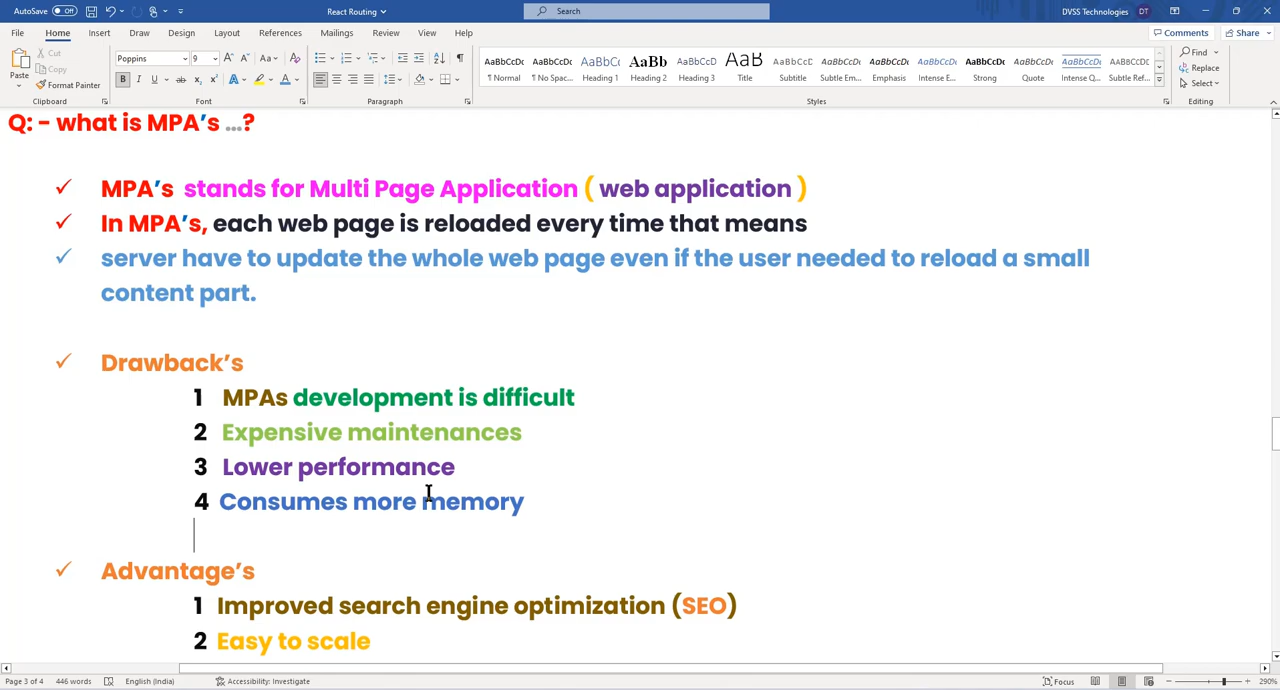 AutoSave Off React Routing Search DVSS Technologies DT
File Home Insert Draw Design Layout References Mailings Review View Help Comments Share
Paste Cut Copy Format Painter Clipboard
Poppins 9 Font
Paragraph
AaBbCcDc AaBbCcDc AaBbCc AaBb AaBbCcD AaB AaBbCcD AaBbCcDc AaBbCcDc AaBbCcDc AaBbCcDc AaBbCcDc AaBbCcDc AaBbCcDc
¶ Normal ¶ No Spac... Heading 1 Heading 2 Heading 3 Title Subtitle Subtle Em... Emphasis Intense E... Strong Quote Intense Q... Subtle Ref...
Styles
Find
Replace
Select
Editing
Q: - what is MPA’s ...?
✓ MPA’s stands for Multi Page Application ( web application )
✓ In MPA’s, each web page is reloaded every time that means
✓ server have to update the whole web page even if the user needed to reload a small
content part.
✓ Drawback’s
1 MPAs development is difficult
2 Expensive maintenances
3 Lower performance
4 Consumes more memory
✓ Advantage’s
1 Improved search engine optimization (SEO)
2 Easy to scale
Page 3 of 4 446 words English (India) Accessibility: Investigate Focus 290%